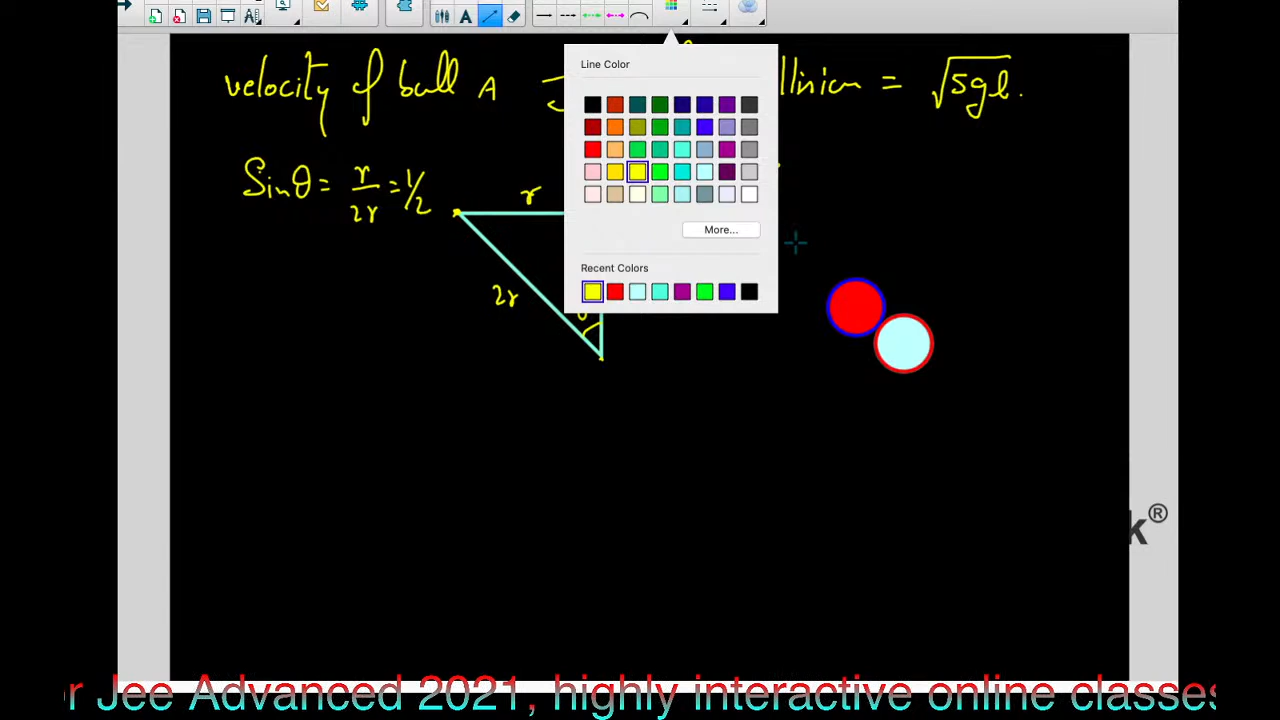 velocity of ball A = √5gl.
Sinθ = r/2r = 1/2
r
2r
θ
Line Color
More...
Recent Colors
k®
r Jee Advanced 2021, highly interactive online classes